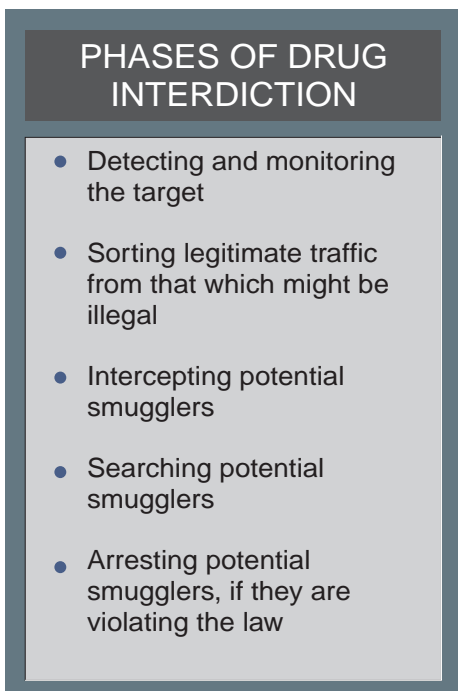 PHASES OF DRUG
INTERDICTION
• Detecting and monitoring
the target
• Sorting legitimate traffic
from that which might be
illegal
• Intercepting potential
smugglers
• Searching potential
smugglers
• Arresting potential
smugglers, if they are
violating the law